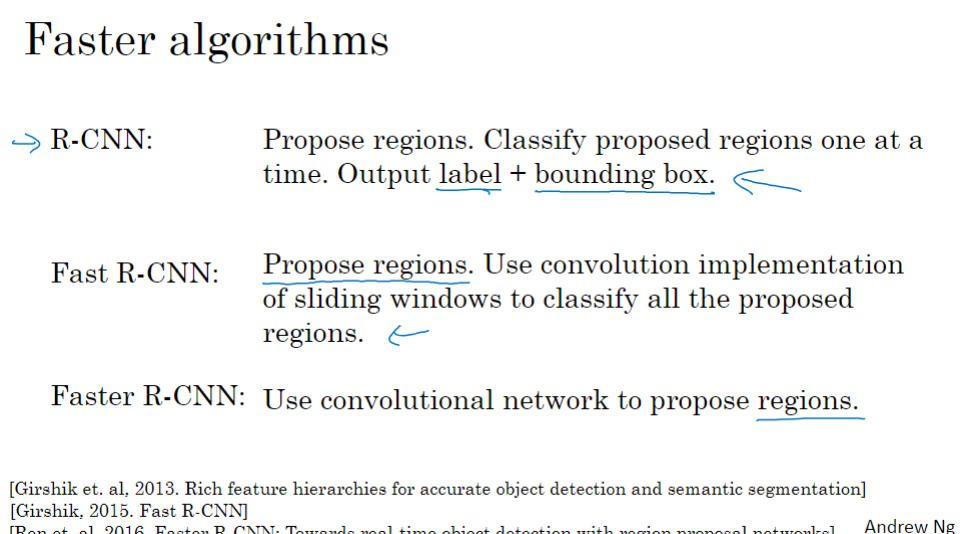 Faster algorithms
R-CNN: Propose regions. Classify proposed regions one at a
time. Output label + bounding box.
Fast R-CNN: Propose regions. Use convolution implementation
of sliding windows to classify all the proposed
regions.
Faster R-CNN: Use convolutional network to propose regions.
[Girshik et. al, 2013. Rich feature hierarchies for accurate object detection and semantic segmentation]
[Girshik, 2015. Fast R-CNN]
[Ren et. al, 2016. Faster R-CNN: Towards real-time object detection with region proposal networks]
Andrew Ng